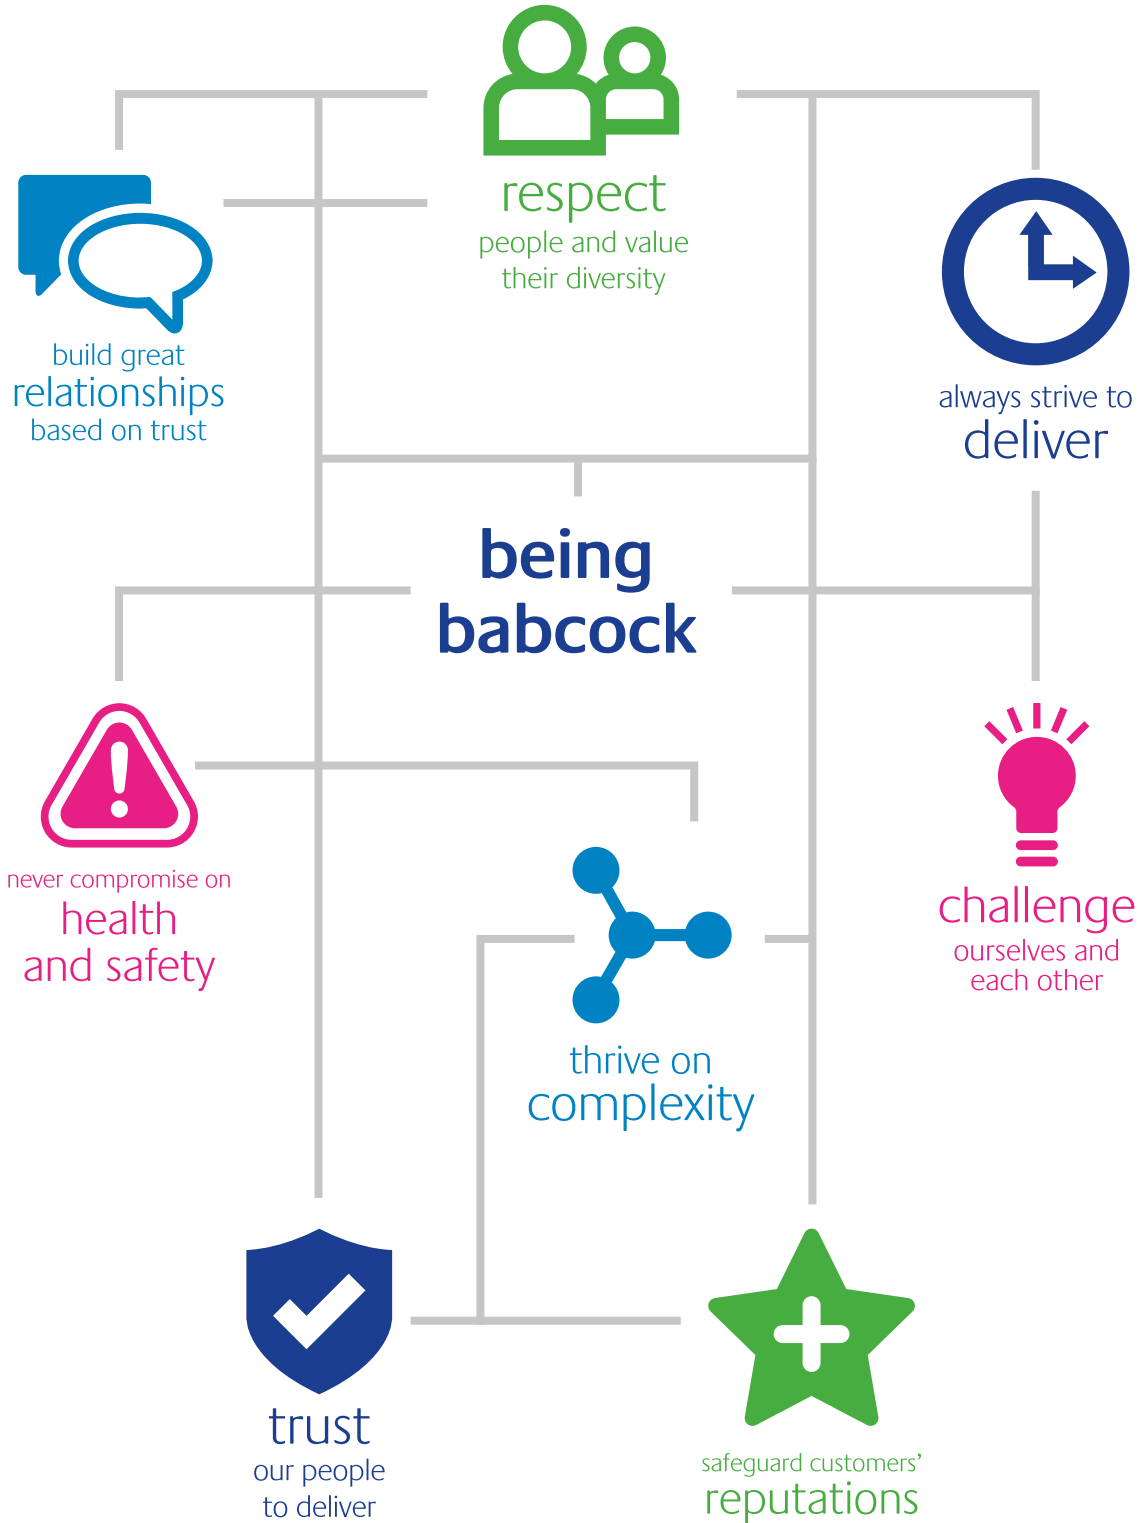 respect
people and value
their diversity
build great
relationships
based on trust
always strive to
deliver
being
babcock
never compromise on
health
and safety
challenge
ourselves and
each other
thrive on
complexity
trust
our people
to deliver
safeguard customers’
reputations